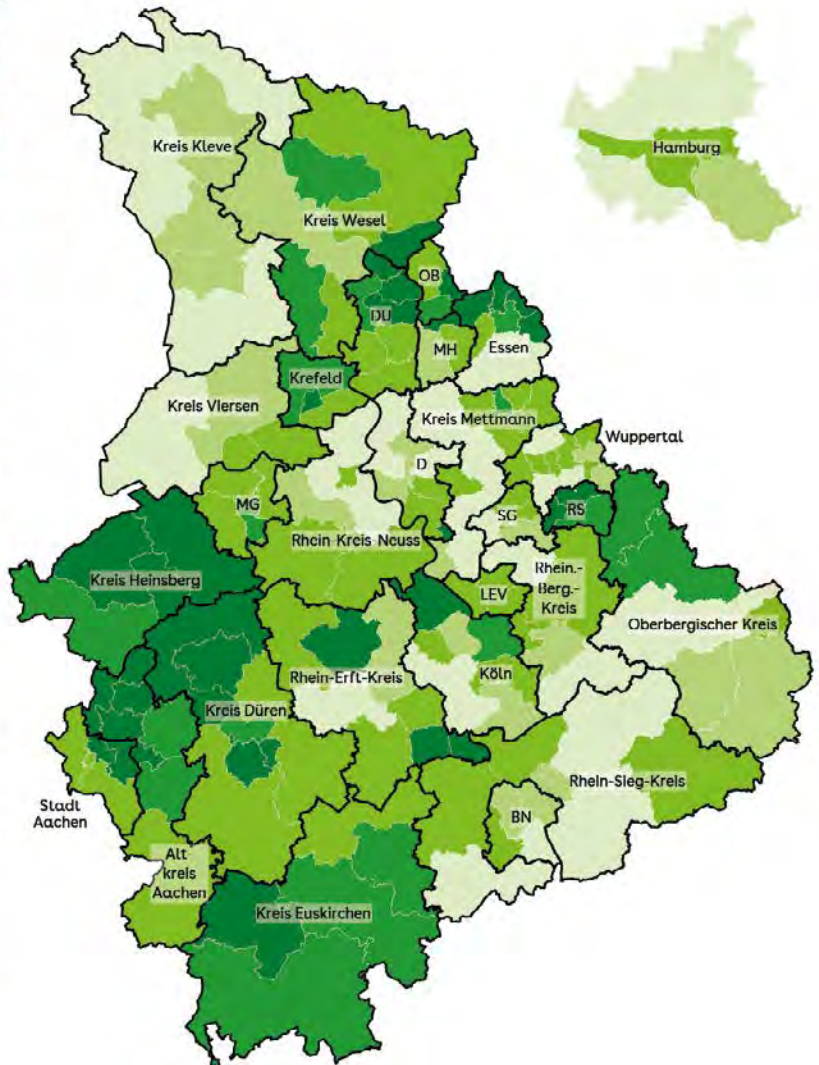 Kreis Kleve
Hamburg
Kreis Wesel
OB
DU
MH
Essen
Krefeld
Kreis Viersen
Kreis Mettmann
Wuppertal
D
MG
SG
RS
Rhein-Kreis-Neuss
Kreis Heinsberg
Rhein.-
Berg.-
Kreis
LEV
Oberbergischer Kreis
Rhein-Erft-Kreis
Köln
Kreis Düren
Rhein-Sieg-Kreis
Stadt
Aachen
BN
Alt
kreis
Aachen
Kreis Euskirchen